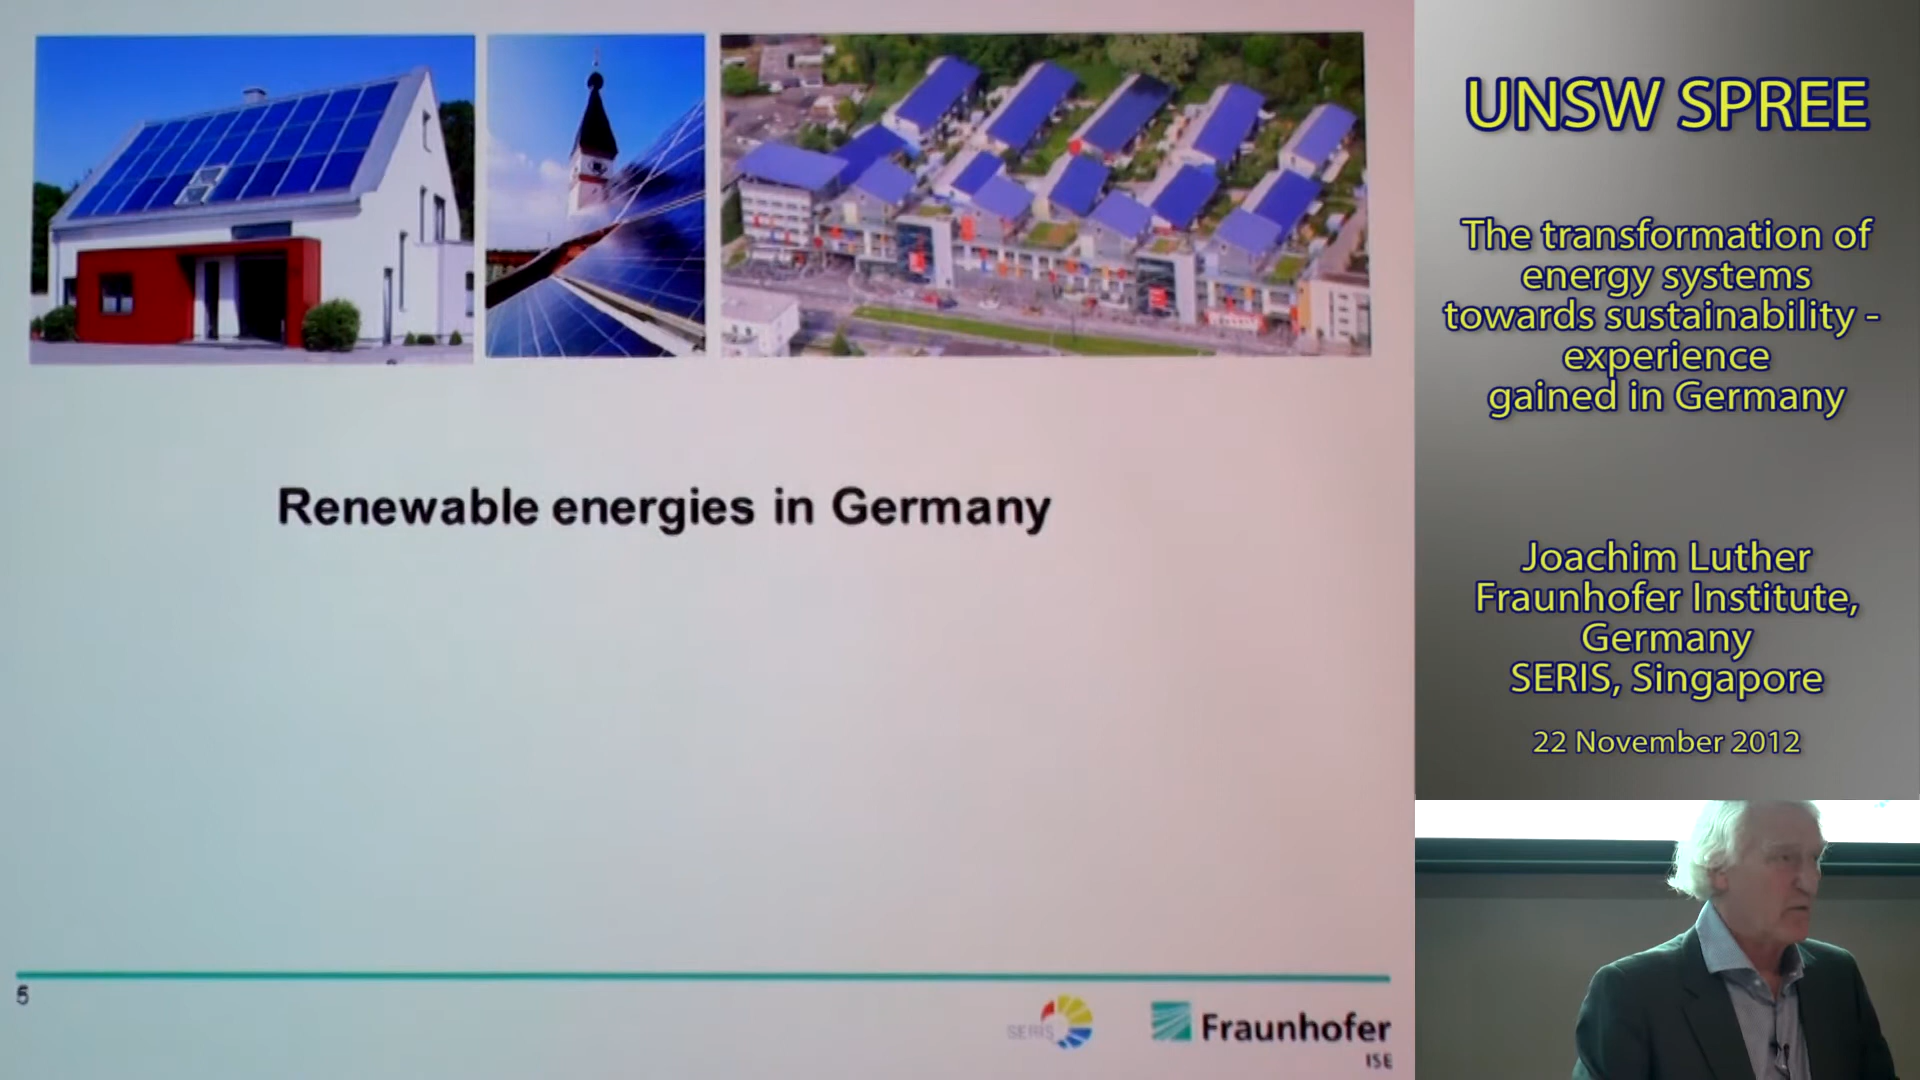 Renewable energies in Germany
5
SERIS
Fraunhofer
ISE
UNSW SPREE
The transformation of
energy systems
towards sustainability -
experience
gained in Germany
Joachim Luther
Fraunhofer Institute,
Germany
SERIS, Singapore
22 November 2012